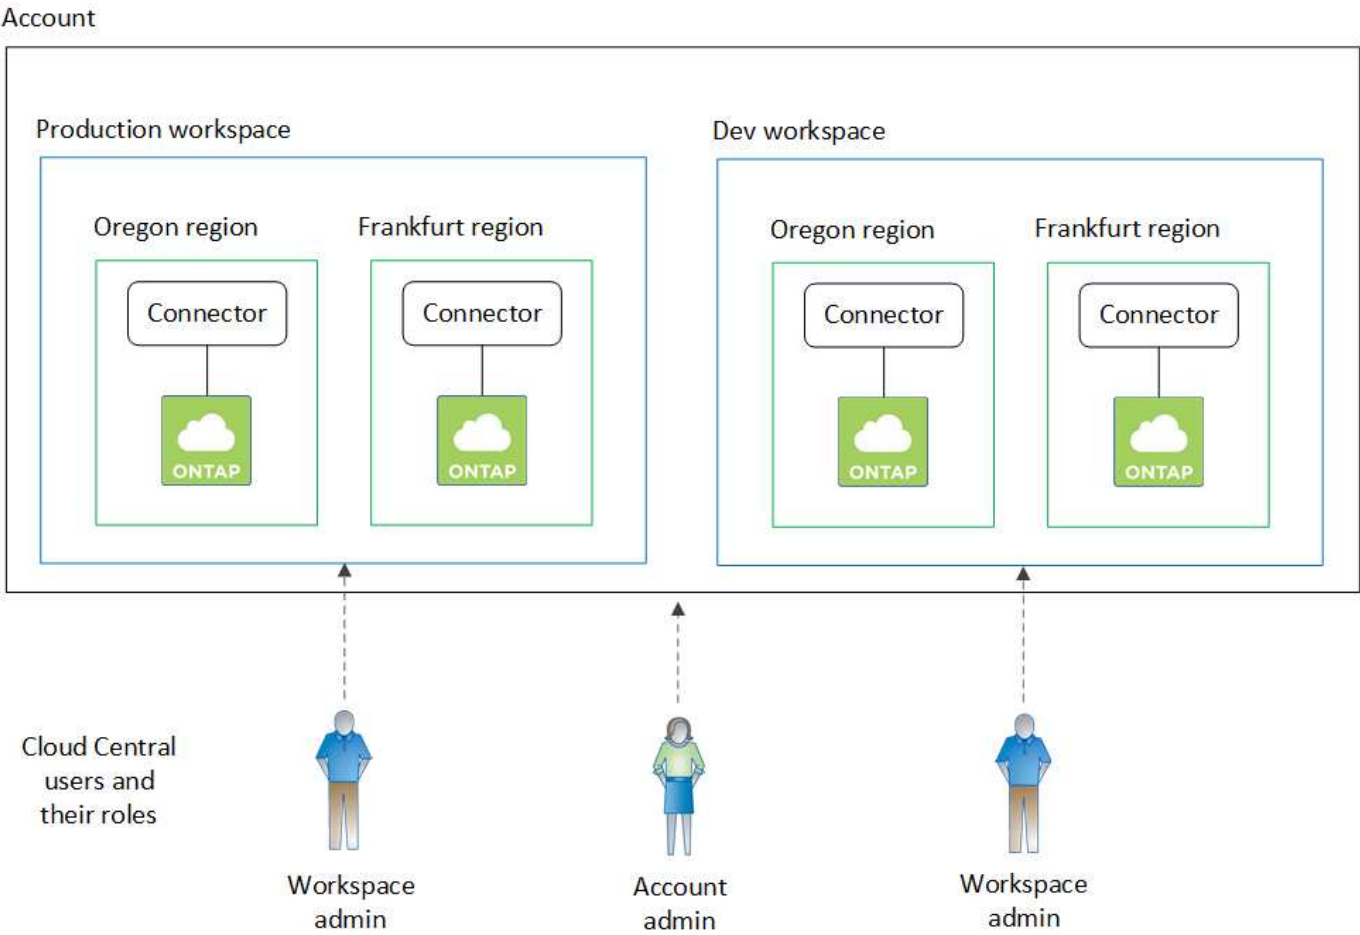 Account
Production workspace
Dev workspace
Oregon region
Frankfurt region
Oregon region
Frankfurt region
Connector
Connector
Connector
Connector
ONTAP
ONTAP
ONTAP
ONTAP
Cloud Central
users and
their roles
Workspace
admin
Account
admin
Workspace
admin